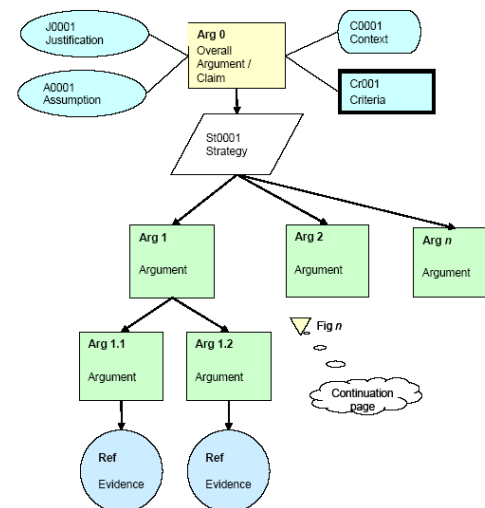 J0001
Justification
Arg 0
Overall
Argument /
Claim
C0001
Context
A0001
Assumption
Cr001
Criteria
St0001
Strategy
Arg 1
Argument
Arg 2
Argument
Arg n
Argument
Arg 1.1
Argument
Arg 1.2
Argument
Fig n
Continuation
page
Ref
Evidence
Ref
Evidence